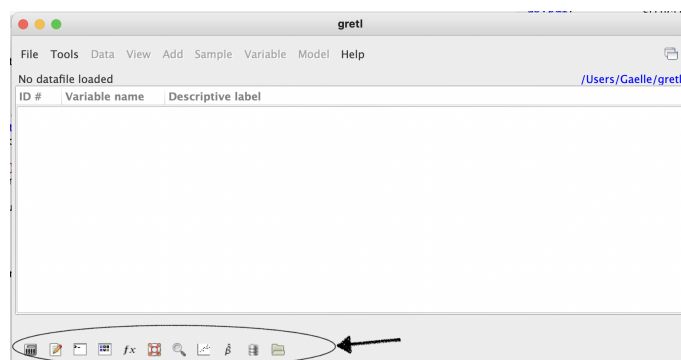 gretl
File Tools Data View Add Sample Variable Model Help
No datafile loaded
/Users/Gaelle/gretl
ID # Variable name Descriptive label
fx β̂